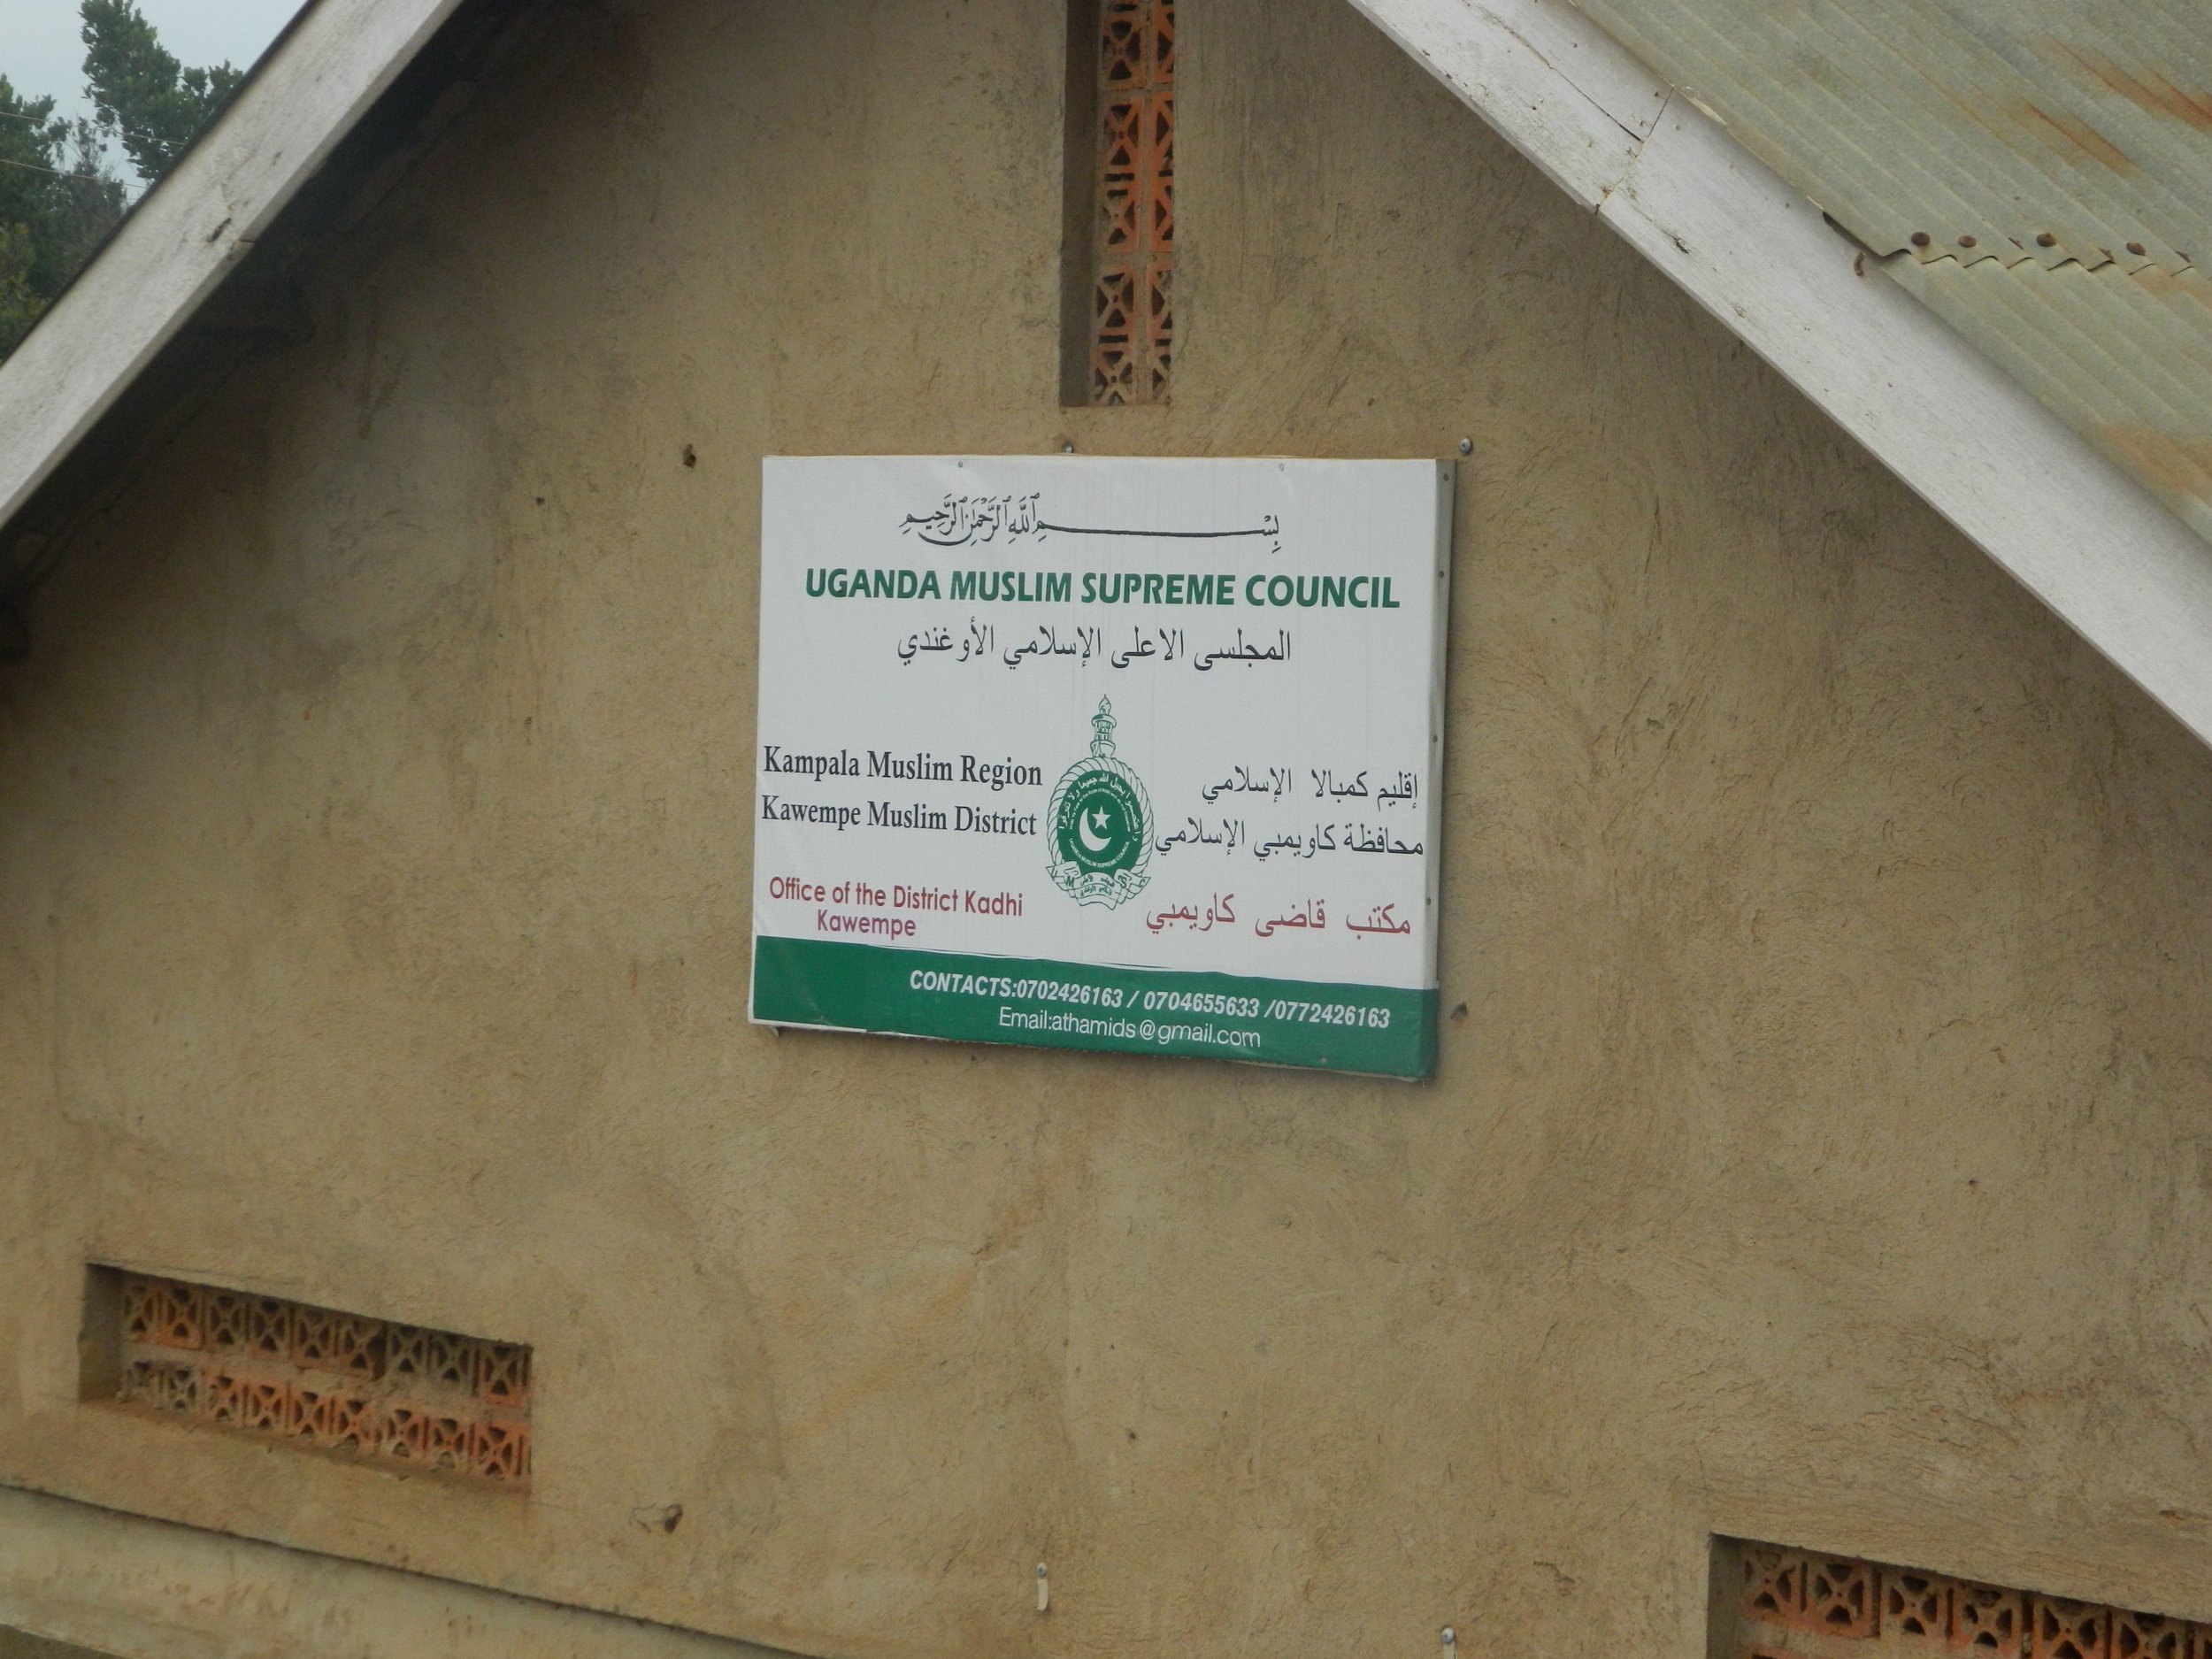 بسم الله الرحمن الرحيم
UGANDA MUSLIM SUPREME COUNCIL
المجلسى الاعلى الإسلامي الأوغندي
Kampala Muslim Region
إقليم كمبالا الإسلامي
Kawempe Muslim District
محافظة كاويمبي الإسلامي
Office of the District Kadhi
Kawempe
مكتب قاضى كاويمبي
CONTACTS:0702426163 / 0704655633 /0772426163
Email:athamids@gmail.com